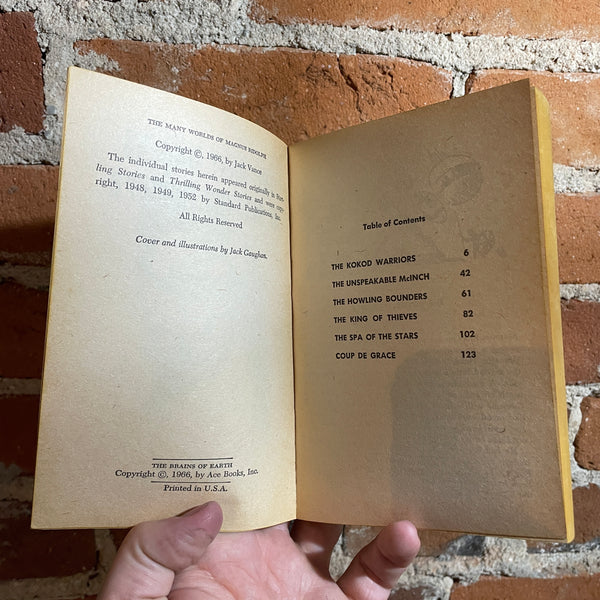 THE MANY WORLDS OF MAGNUS RIDOLPH
Copyright ©, 1966, by Jack Vance
The individual stories herein appeared originally in Start-
ling Stories and Thrilling Wonder Stories and were copy-
right, 1948, 1949, 1952 by Standard Publications, Inc.
All Rights Reserved
Cover and illustrations by Jack Gaughan.
THE BRAINS OF EARTH
Copyright ©, 1966, by Ace Books, Inc.
Printed in U.S.A.
Table of Contents
THE KOKOD WARRIORS 6
THE UNSPEAKABLE McINCH 42
THE HOWLING BOUNDERS 61
THE KING OF THIEVES 82
THE SPA OF THE STARS 102
COUP DE GRACE 123